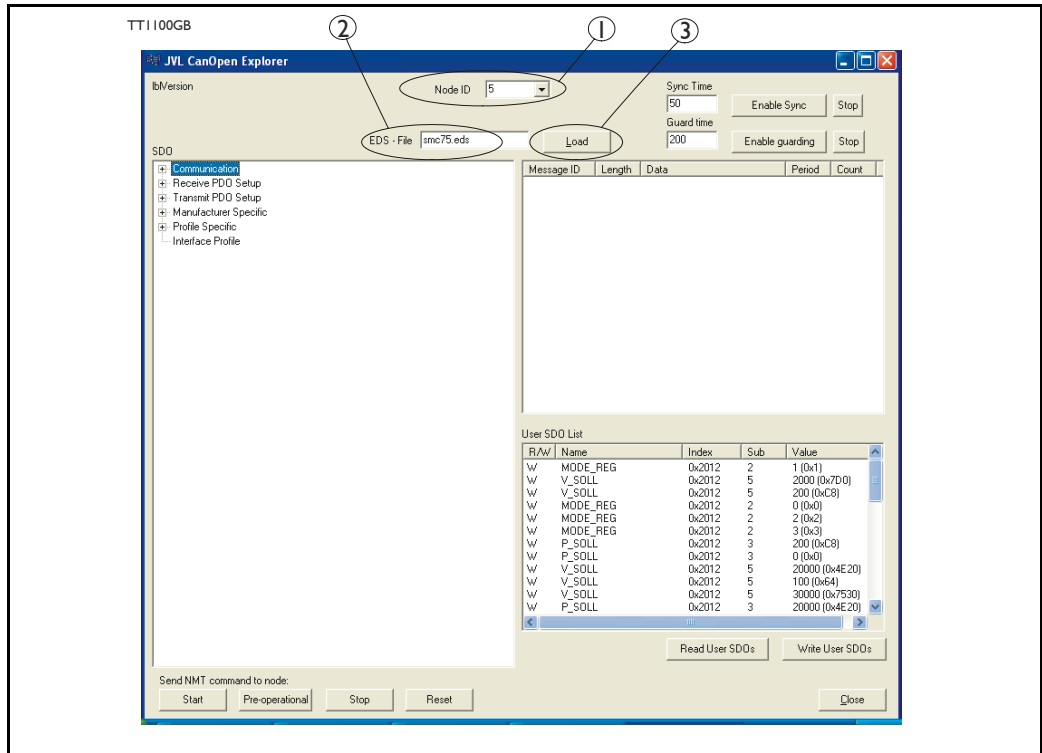 TT1100GB
2 1 3
JVL CanOpen Explorer
lblVersion
Node ID 5
Sync Time
50 Enable Sync Stop
Guard time
EDS - File smc75.eds Load 200 Enable guarding Stop
SDO
Communication
Receive PDO Setup
Transmit PDO Setup
Manufacturer Specific
Profile Specific
Interface Profile
Message ID Length Data Period Count
User SDO List
R/W Name Index Sub Value
W MODE_REG 0x2012 2 1 (0x1)
W V_SOLL 0x2012 5 2000 (0x7D0)
W V_SOLL 0x2012 5 200 (0xC8)
W MODE_REG 0x2012 2 0 (0x0)
W MODE_REG 0x2012 2 2 (0x2)
W MODE_REG 0x2012 2 3 (0x3)
W P_SOLL 0x2012 3 200 (0xC8)
W P_SOLL 0x2012 3 0 (0x0)
W V_SOLL 0x2012 5 20000 (0x4E20)
W V_SOLL 0x2012 5 100 (0x64)
W V_SOLL 0x2012 5 30000 (0x7530)
W P_SOLL 0x2012 3 20000 (0x4E20)
Read User SDOs Write User SDOs
Send NMT command to node:
Start Pre-operational Stop Reset Close